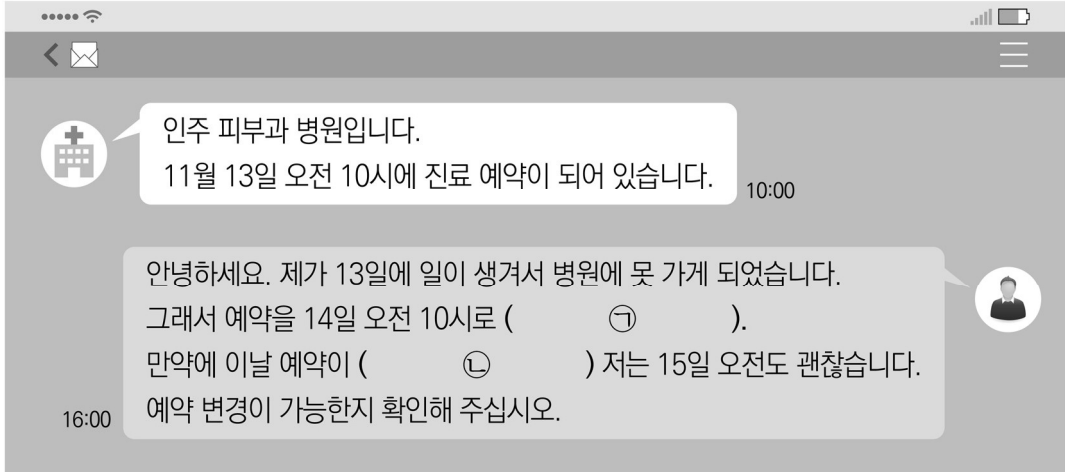 인주 피부과 병원입니다.
11월 13일 오전 10시에 진료 예약이 되어 있습니다.
10:00
안녕하세요. 제가 13일에 일이 생겨서 병원에 못 가게 되었습니다.
그래서 예약을 14일 오전 10시로 ( ㉠ ).
만약에 이날 예약이 ( ㉡ ) 저는 15일 오전도 괜찮습니다.
예약 변경이 가능한지 확인해 주십시오.
16:00